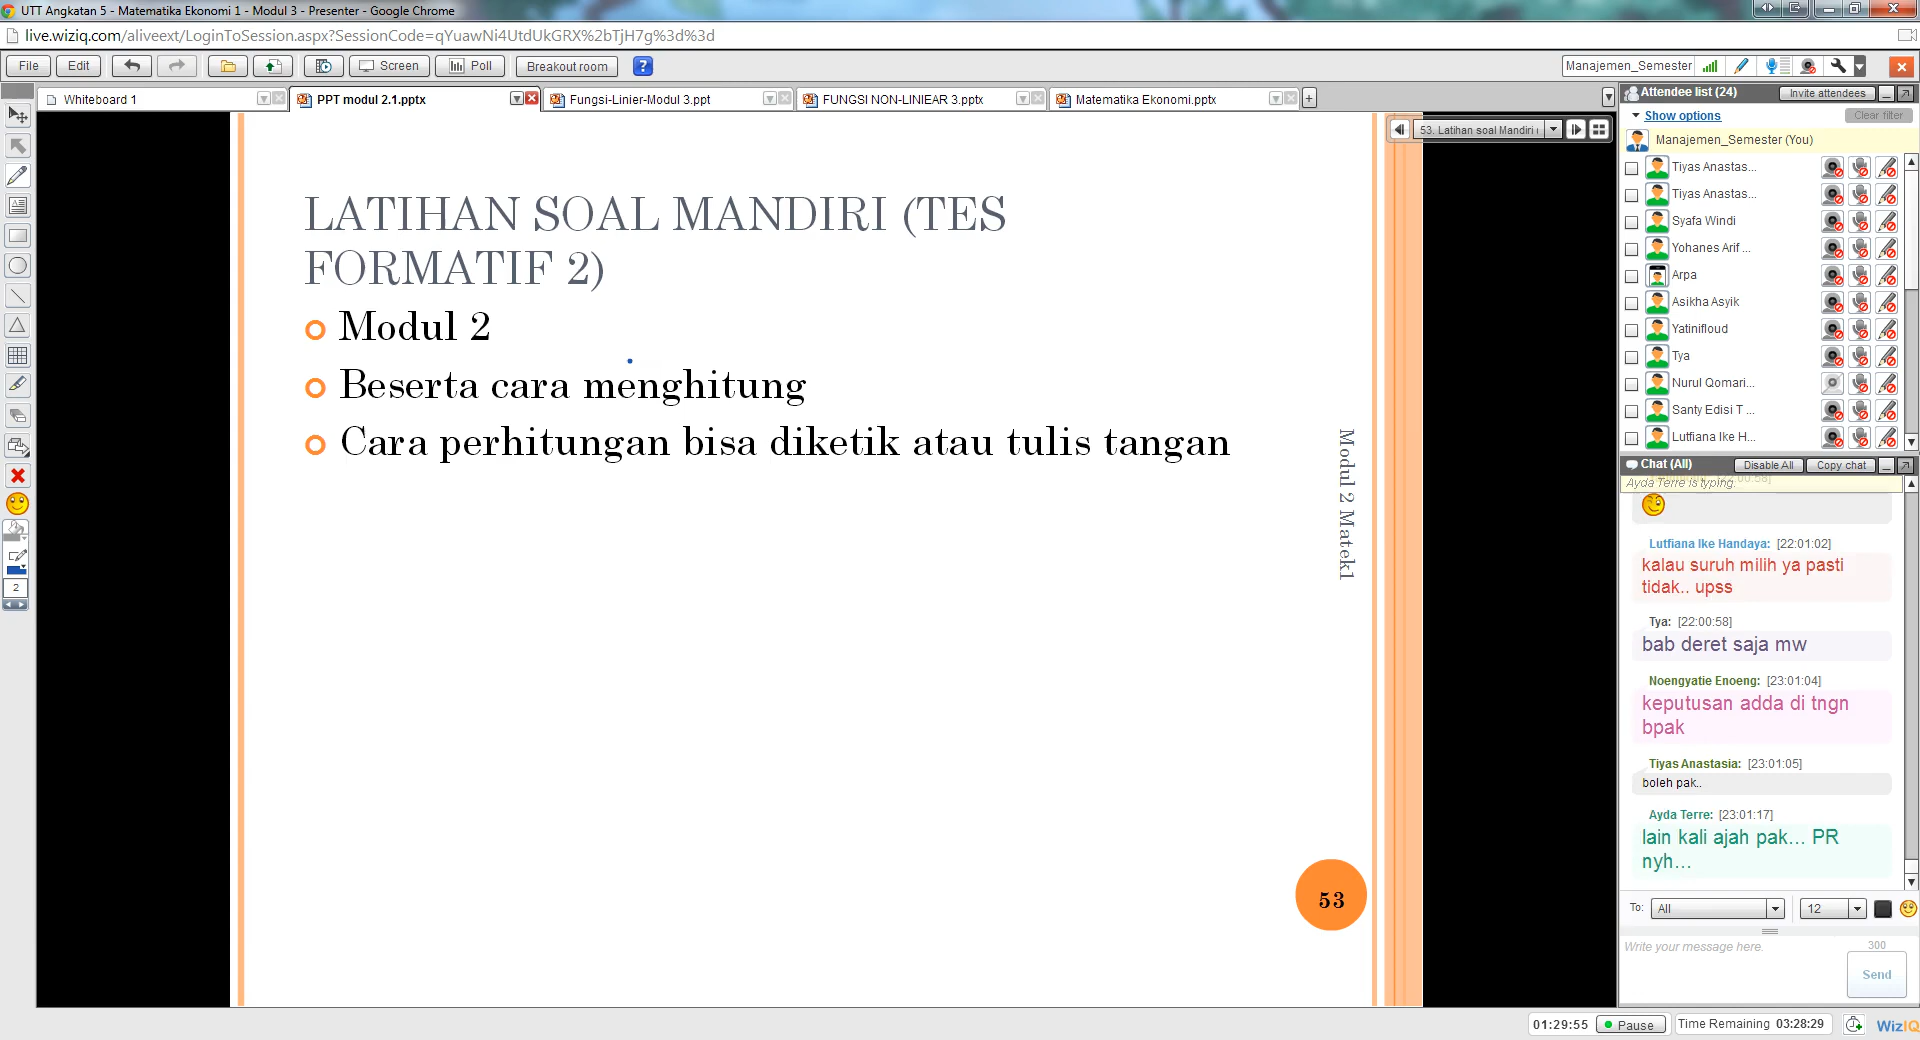 UTT Angkatan 5 - Matematika Ekonomi 1 - Modul 3 - Presenter - Google Chrome
live.wiziq.com/aliveext/LoginToSession.aspx?SessionCode=qYuawNi4UtdUkGRX%2bTjH7g%3d%3d
File Edit Screen Poll Breakout room ? Manajemen_Semester
Whiteboard 1 PPT modul 2.1.pptx Fungsi-Linier-Modul 3.ppt FUNGSI NON-LINIEAR 3.pptx Matematika Ekonomi.pptx
53. Latihan soal Mandiri
LATIHAN SOAL MANDIRI (TES
FORMATIF 2)
Modul 2
Beserta cara menghitung
Cara perhitungan bisa diketik atau tulis tangan
Modul 2 Matek1
53
2
Attendee list (24) Invite attendees
Show options Clear filter
Manajemen_Semester (You)
Tiyas Anastas...
Tiyas Anastas...
Syafa Windi
Yohanes Arif ...
Arpa
Asikha Asyik
Yatinifloud
Tya
Nurul Qomari...
Santy Edisi T ...
Lutfiana Ike H...
Chat (All) Disable All Copy chat
Ayda Terre is typing.
Lutfiana Ike Handaya: [22:01:02]
kalau suruh milih ya pasti
tidak.. upss
Tya: [22:00:58]
bab deret saja mw
Noengyatie Enoeng: [23:01:04]
keputusan adda di tngn
bpak
Tiyas Anastasia: [23:01:05]
boleh pak..
Ayda Terre: [23:01:17]
lain kali ajah pak... PR
nyh...
To: All 12
Write your message here. 300
Send
01:29:55 Pause Time Remaining 03:28:29 WizIQ